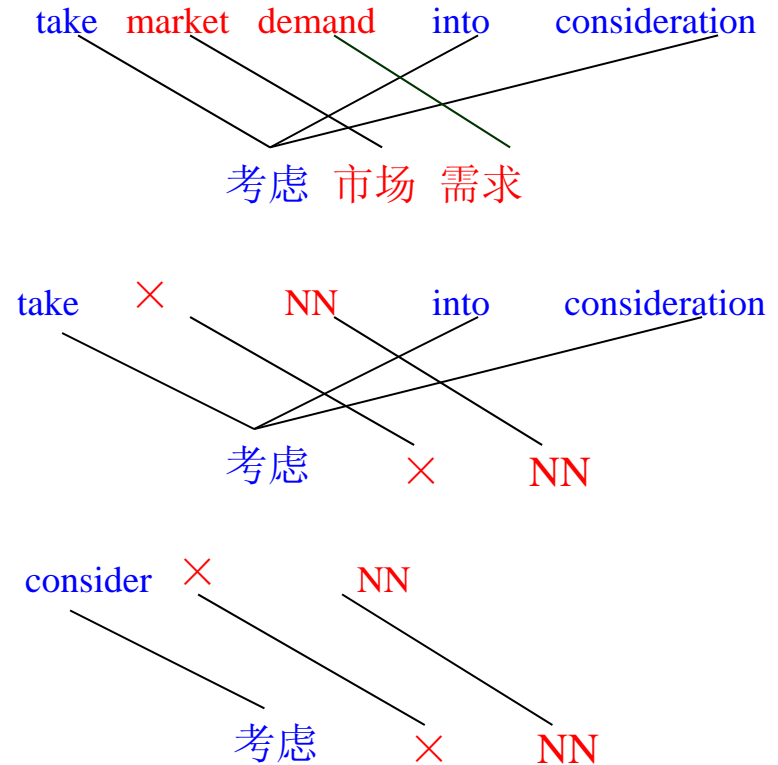 take market demand into consideration
考虑 市场 需求
take × NN into consideration
考虑 × NN
consider × NN
考虑 × NN